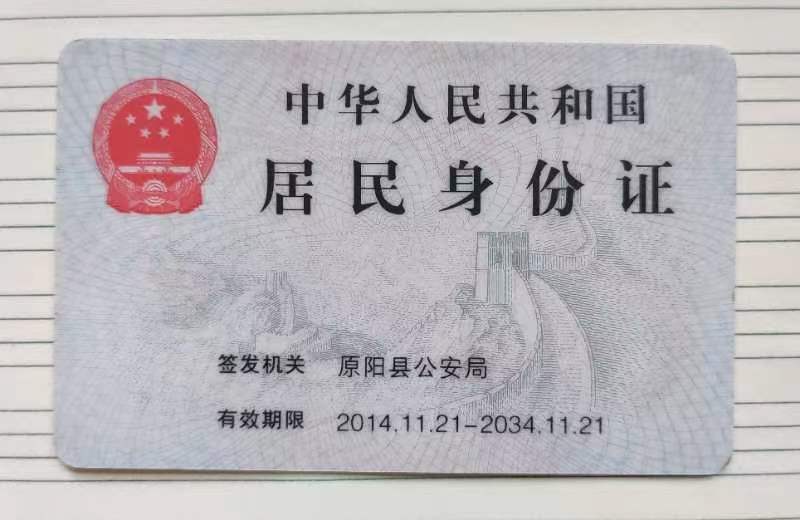 中华人民共和国
居民身份证
签发机关 原阳县公安局
有效期限 2014.11.21-2034.11.21